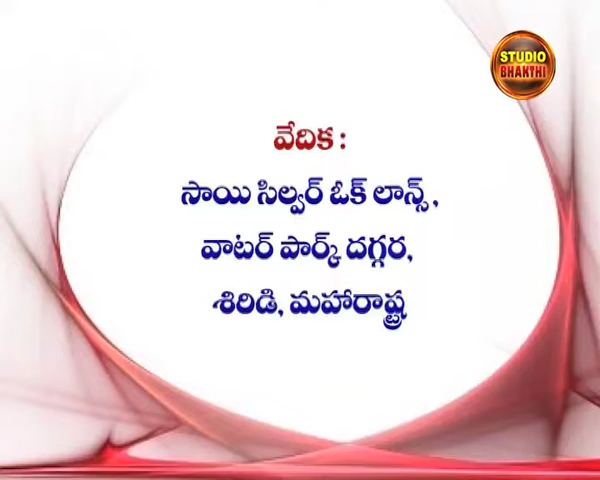 STUDIO
BHAKTHI
వేదిక :
సాయి సిల్వర్ ఓక్ లాన్స్,
వాటర్ పార్క్ దగ్గర,
శిరిడి, మహారాష్ట్ర